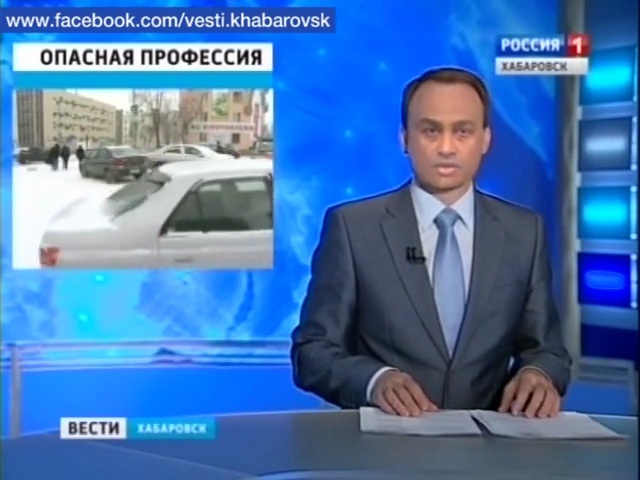 www.facebook.com/vesti.khabarovsk
ОПАСНАЯ ПРОФЕССИЯ
РОССИЯ 1
ХАБАРОВСК
ВЕСТИ ХАБАРОВСК